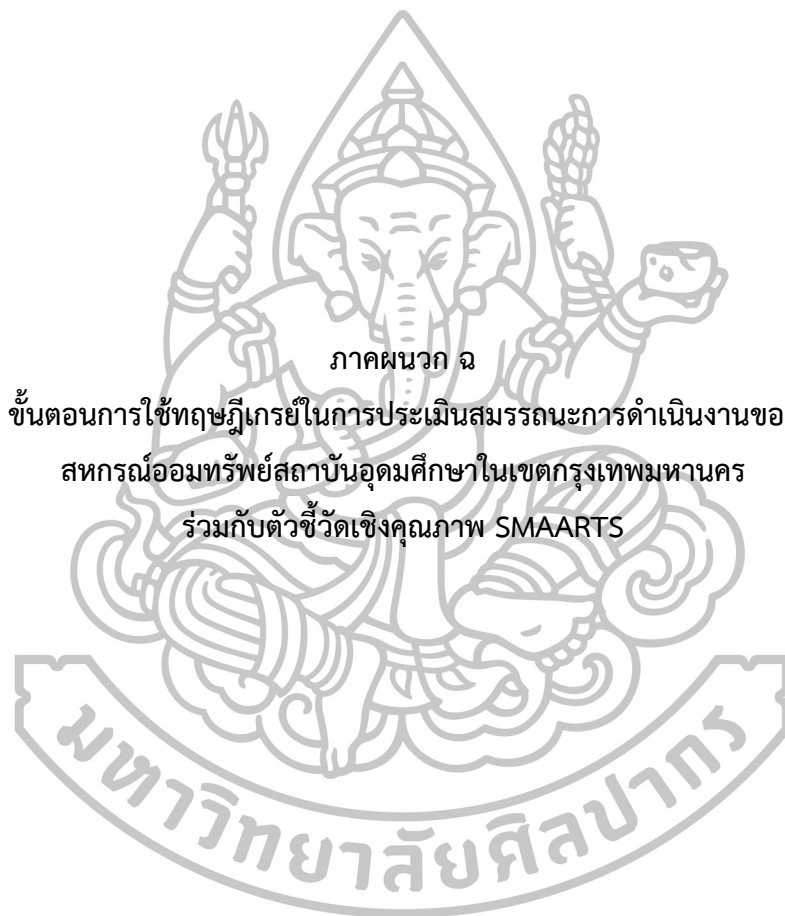 ภาคผนวก ฉ
ขั้นตอนการใช้ทฤษฎีเกรย์ในการประเมินสมรรถนะการดำเนินงานขอ
สหกรณ์ออมทรัพย์สถาบันอุดมศึกษาในเขตกรุงเทพมหานคร
ร่วมกับตัวชี้วัดเชิงคุณภาพ SMAARTS
มหาวิทยาลัยศิลปากร